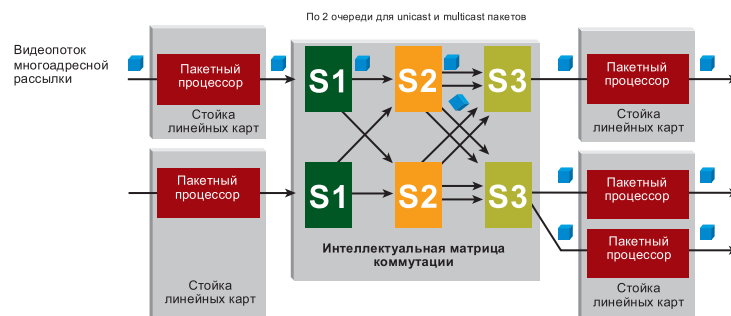 По 2 очереди для unicast и multicast пакетов
Видеопоток
многоадресной
рассылки
Пакетный
процессор
Стойка
линейных карт
S1
S2
S3
Пакетный
процессор
Стойка
линейных карт
Пакетный
процессор
Стойка
линейных карт
S1
S2
S3
Интеллектуальная матрица
коммутации
Пакетный
процессор
Пакетный
процессор
Стойка
линейных карт